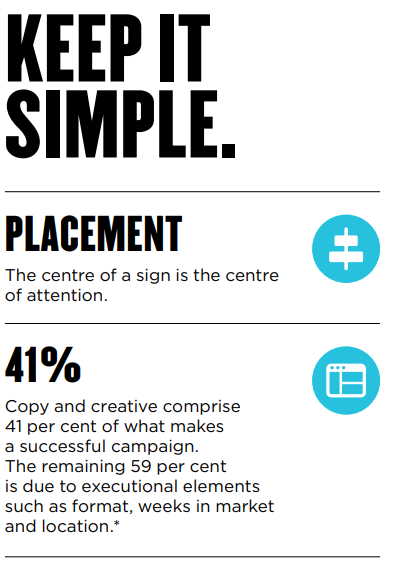 KEEP IT
SIMPLE.
PLACEMENT
The centre of a sign is the centre
of attention.
41%
Copy and creative comprise
41 per cent of what makes
a successful campaign.
The remaining 59 per cent
is due to executional elements
such as format, weeks in market
and location.*